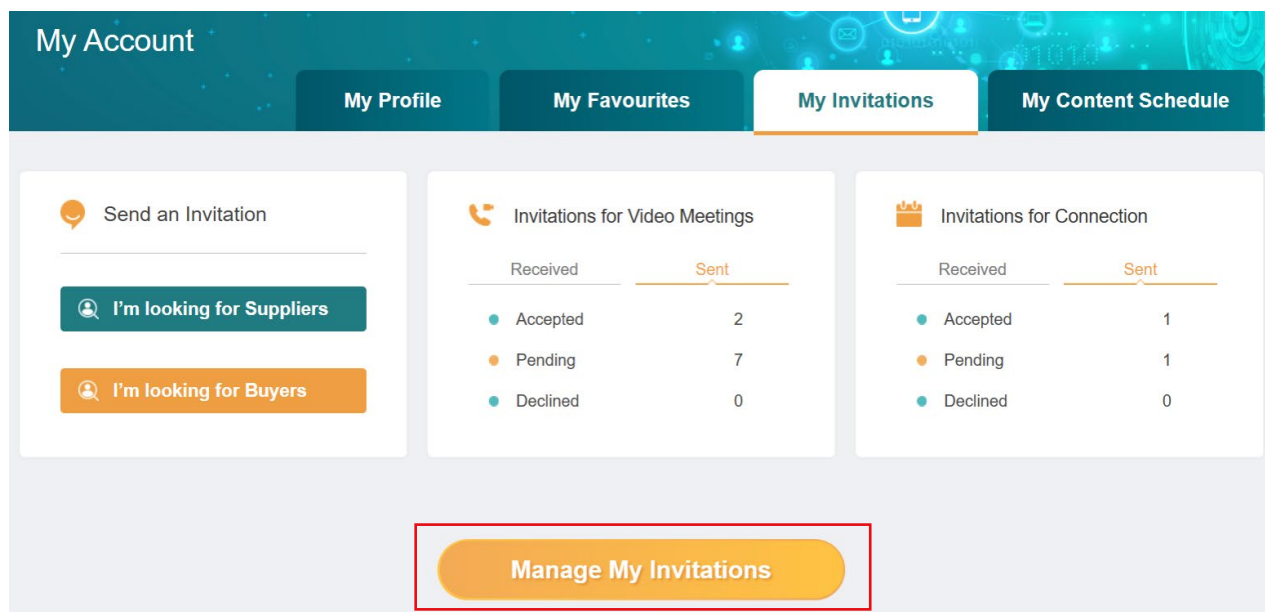 My Account
My Profile My Favourites My Invitations My Content Schedule
Send an Invitation
I'm looking for Suppliers
I'm looking for Buyers
Invitations for Video Meetings
Received Sent
Accepted 2
Pending 7
Declined 0
Invitations for Connection
Received Sent
Accepted 1
Pending 1
Declined 0
Manage My Invitations